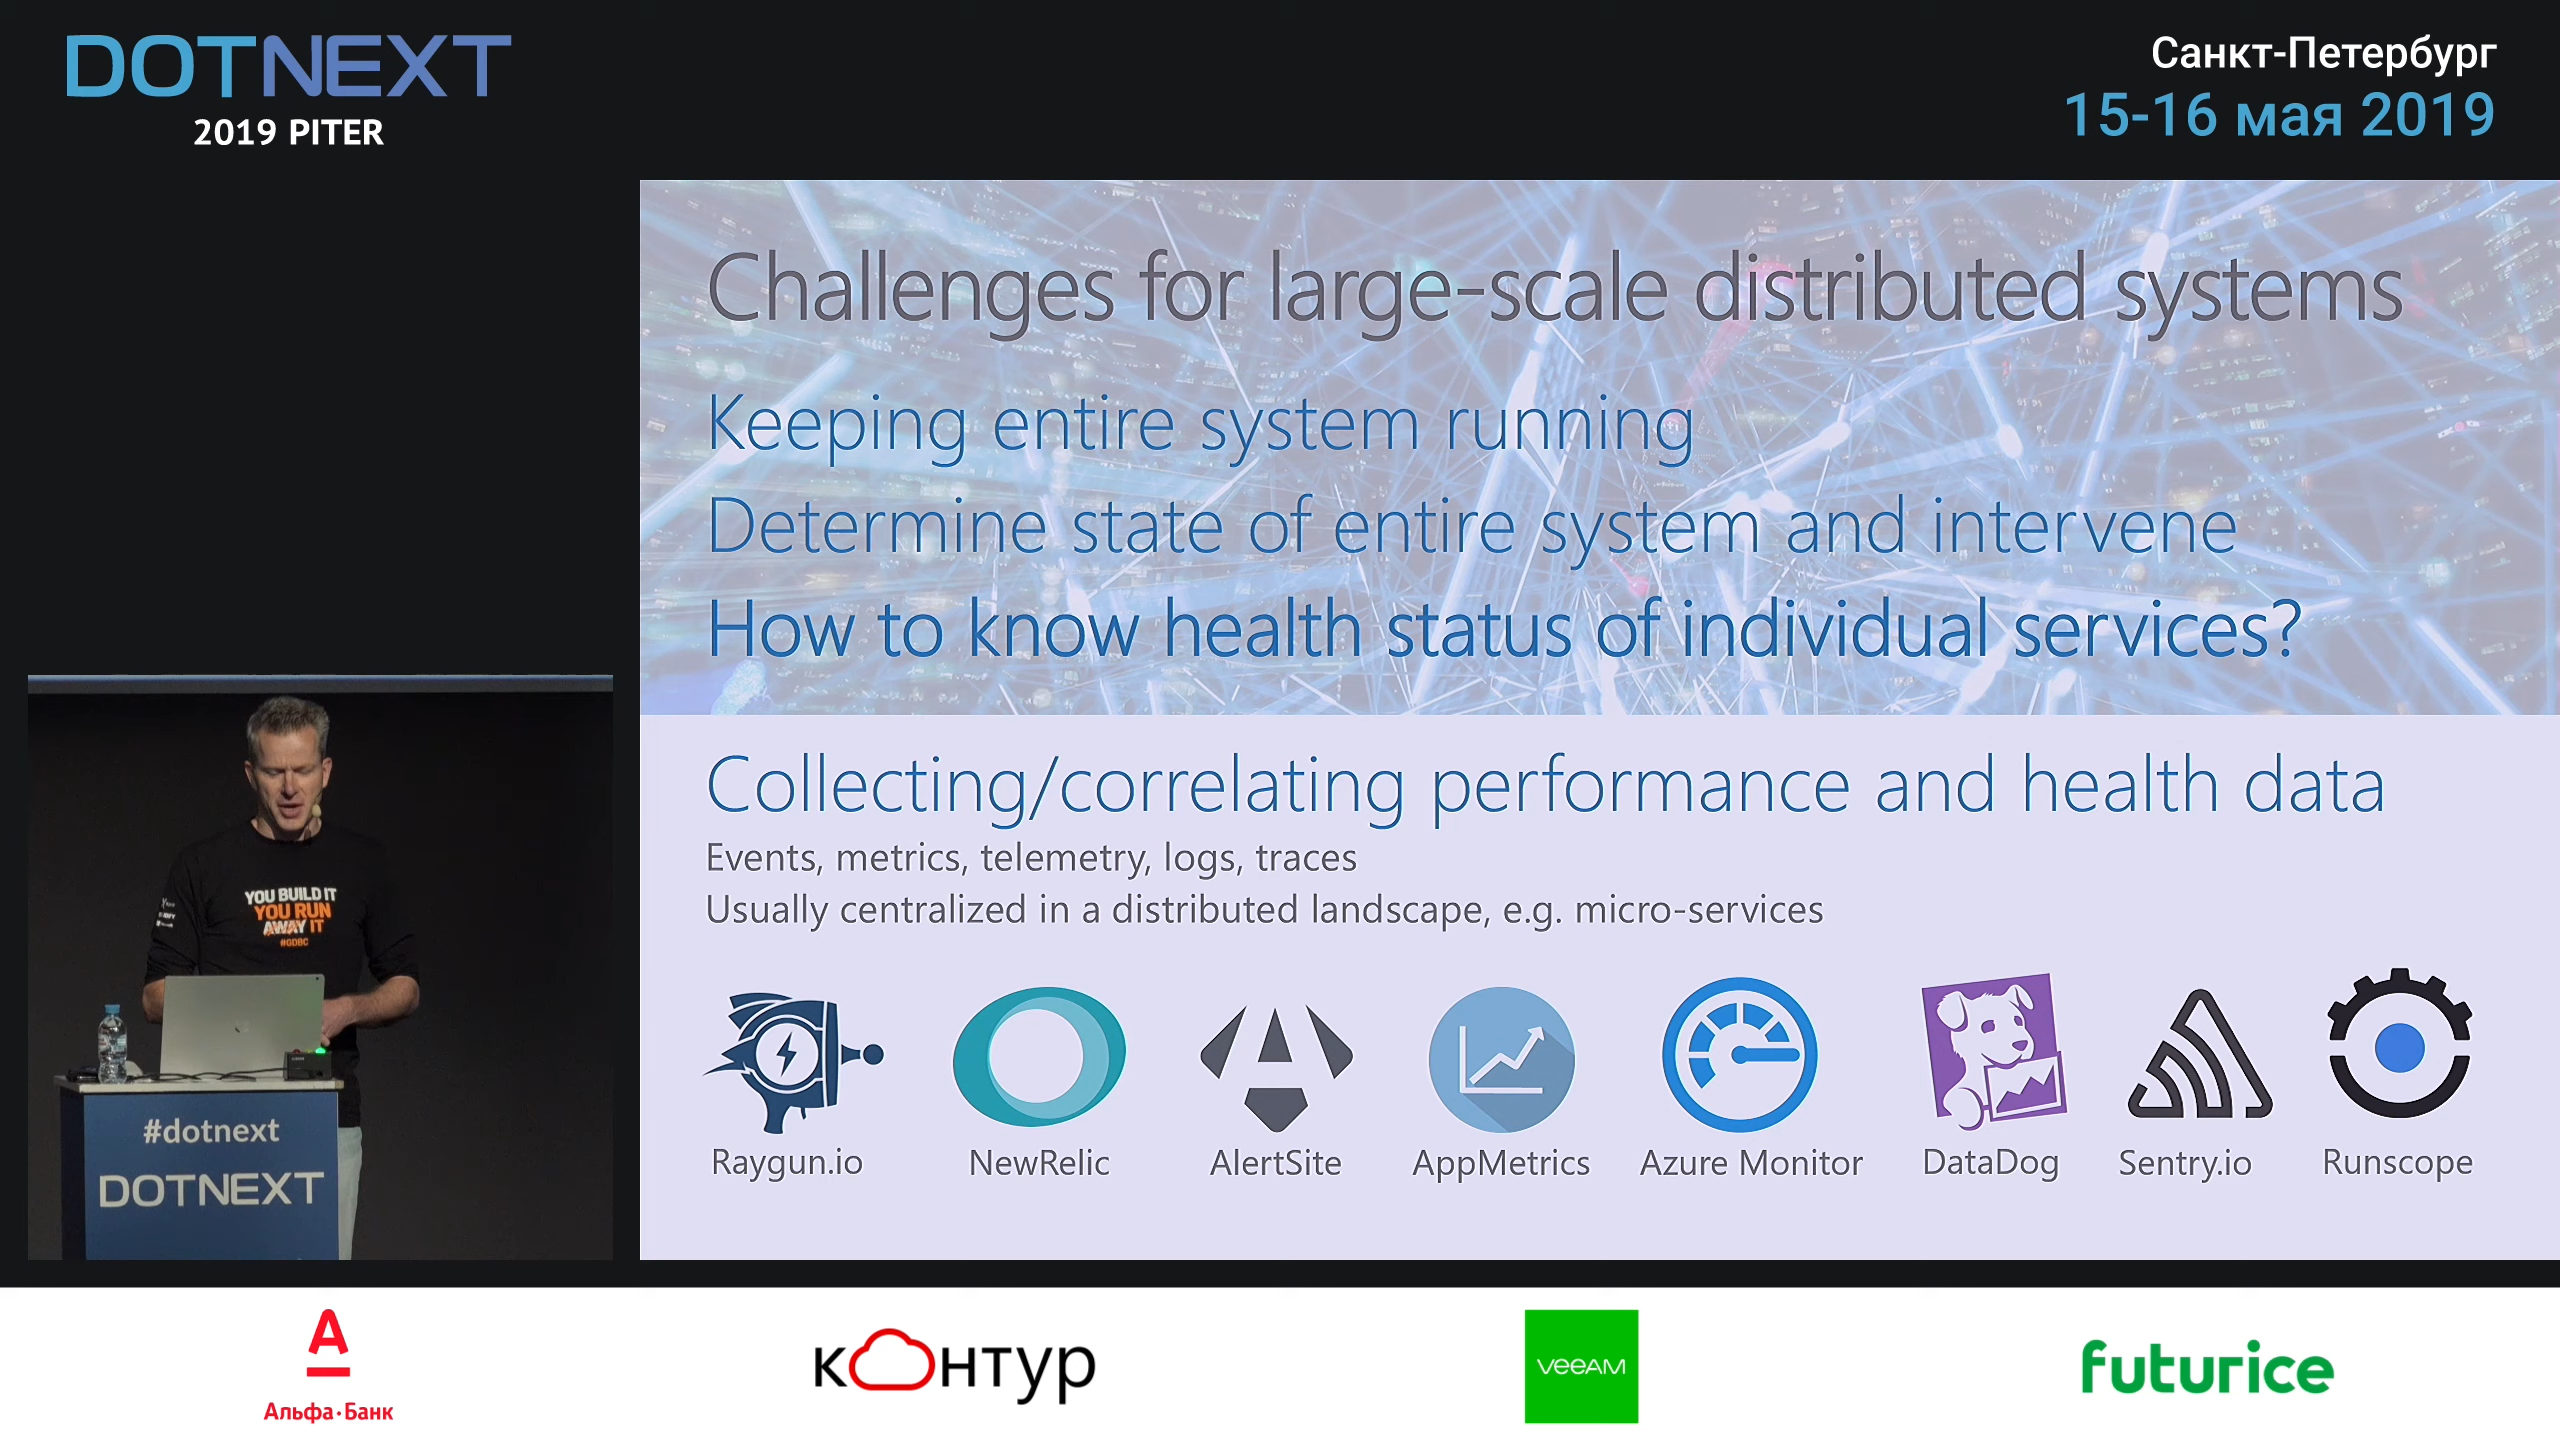 DOTNEXT
2019 PITER
Санкт-Петербург
15-16 мая 2019
Challenges for large-scale distributed systems
Keeping entire system running
Determine state of entire system and intervene
How to know health status of individual services?
Collecting/correlating performance and health data
Events, metrics, telemetry, logs, traces
Usually centralized in a distributed landscape, e.g. micro-services
Raygun.io NewRelic AlertSite AppMetrics Azure Monitor DataDog Sentry.io Runscope
YOU BUILD IT
YOU RUN
AWAY IT
#GDBC
#dotnext
DOTNEXT
А
Альфа·Банк
контур
veeAM
futurice